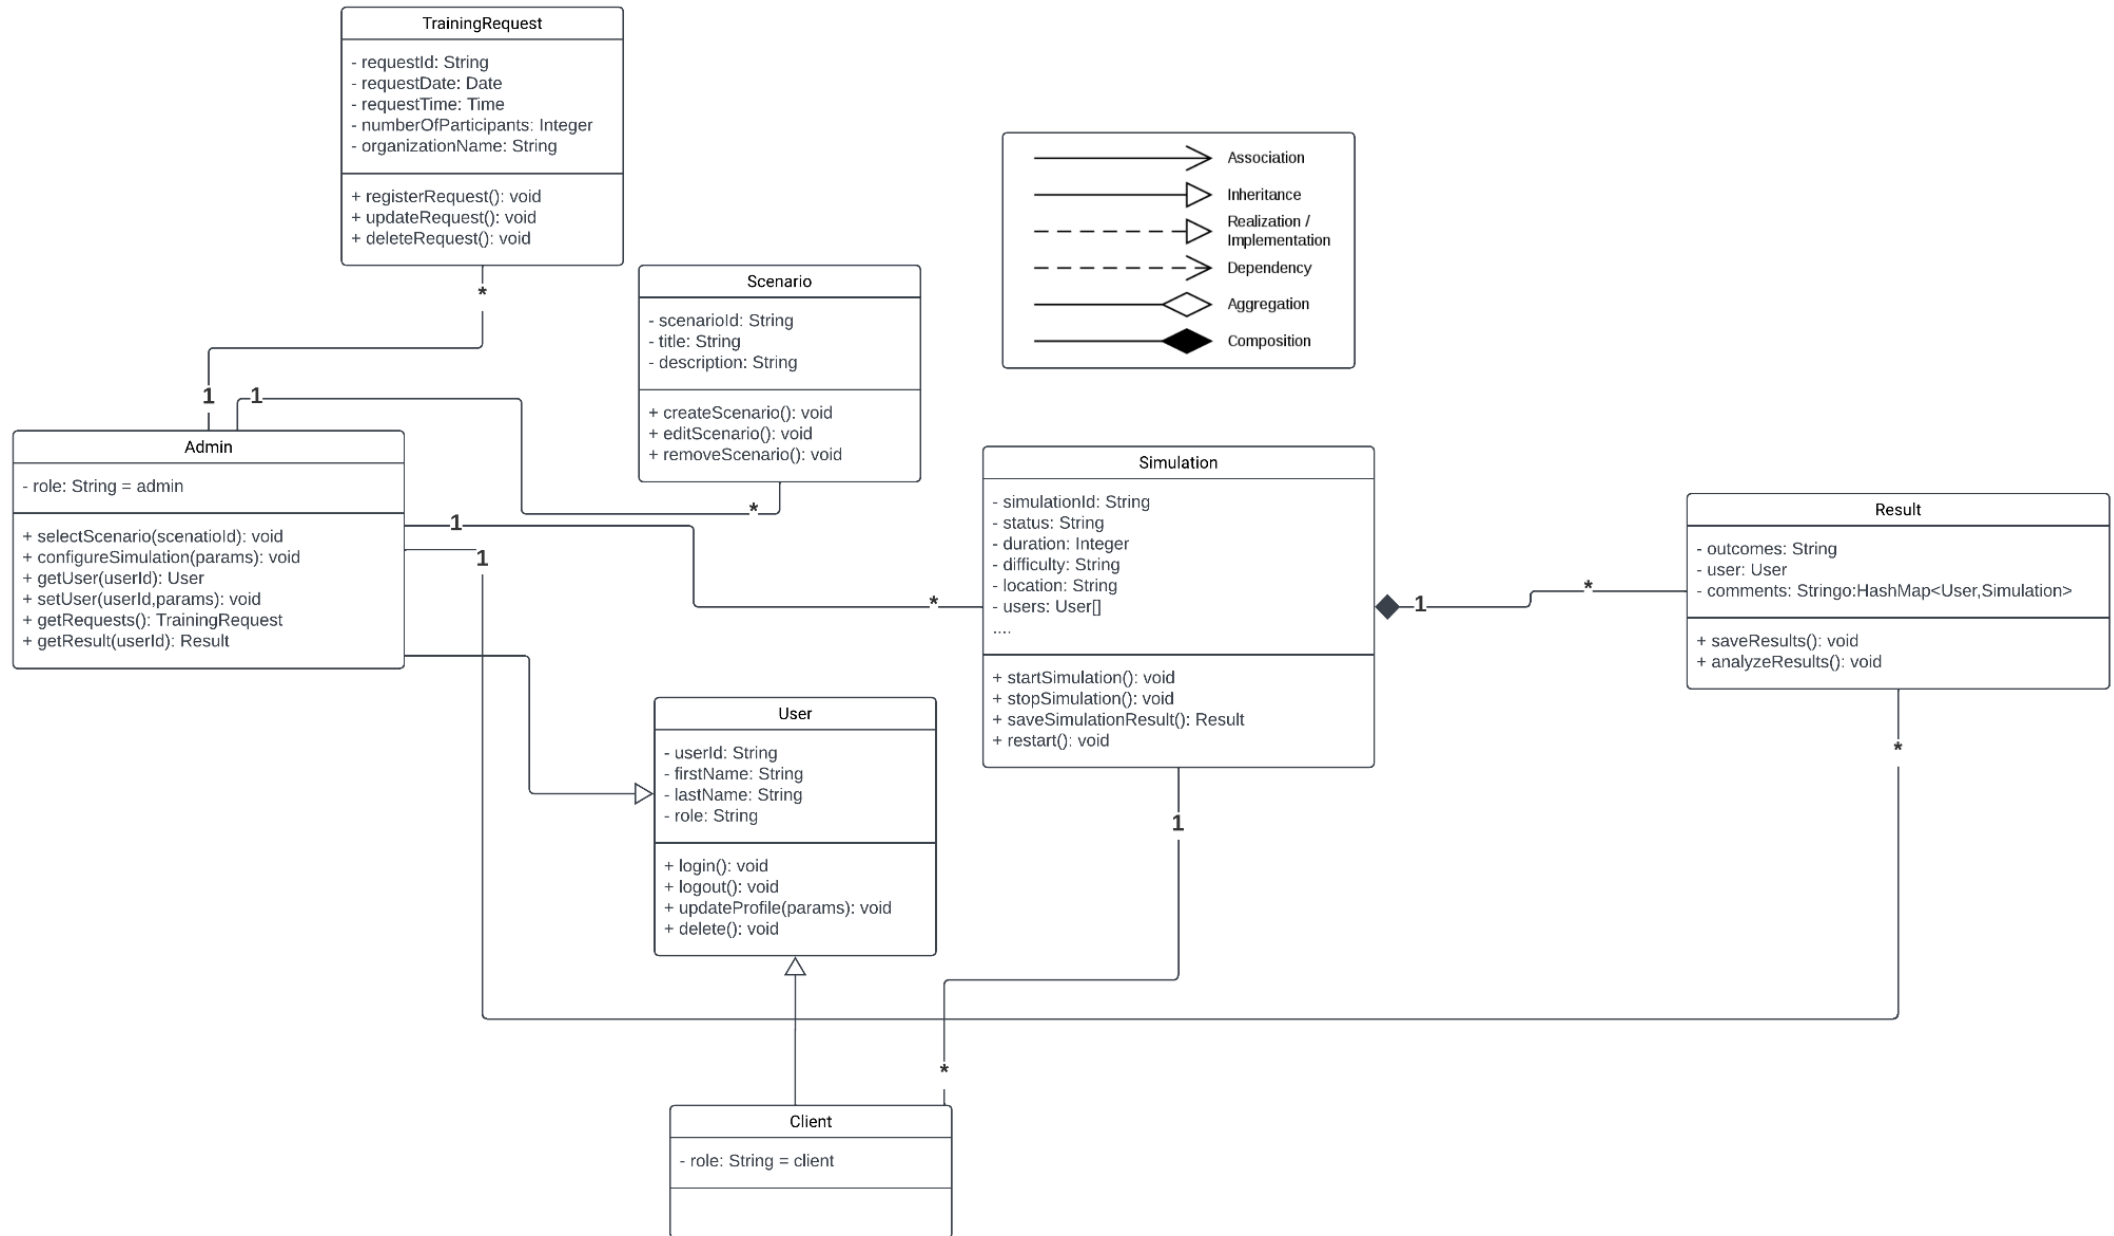 TrainingRequest
- requestId: String
- requestDate: Date
- requestTime: Time
- numberOfParticipants: Integer
- organizationName: String
+ registerRequest(): void
+ updateRequest(): void
+ deleteRequest(): void
*
1
1
Association
Inheritance
Realization /
Implementation
Dependency
Aggregation
Composition
Scenario
- scenarioId: String
- title: String
- description: String
+ createScenario(): void
+ editScenario(): void
+ removeScenario(): void
*
Admin
- role: String = admin
+ selectScenario(scenatioId): void
+ configureSimulation(params): void
+ getUser(userId): User
+ setUser(userId,params): void
+ getRequests(): TrainingRequest
+ getResult(userId): Result
1
1
*
Simulation
- simulationId: String
- status: String
- duration: Integer
- difficulty: String
- location: String
- users: User[]
....
+ startSimulation(): void
+ stopSimulation(): void
+ saveSimulationResult(): Result
+ restart(): void
1
*
Result
- outcomes: String
- user: User
- comments: Stringo:HashMap<User,Simulation>
+ saveResults(): void
+ analyzeResults(): void
*
User
- userId: String
- firstName: String
- lastName: String
- role: String
+ login(): void
+ logout(): void
+ updateProfile(params): void
+ delete(): void
1
*
Client
- role: String = client